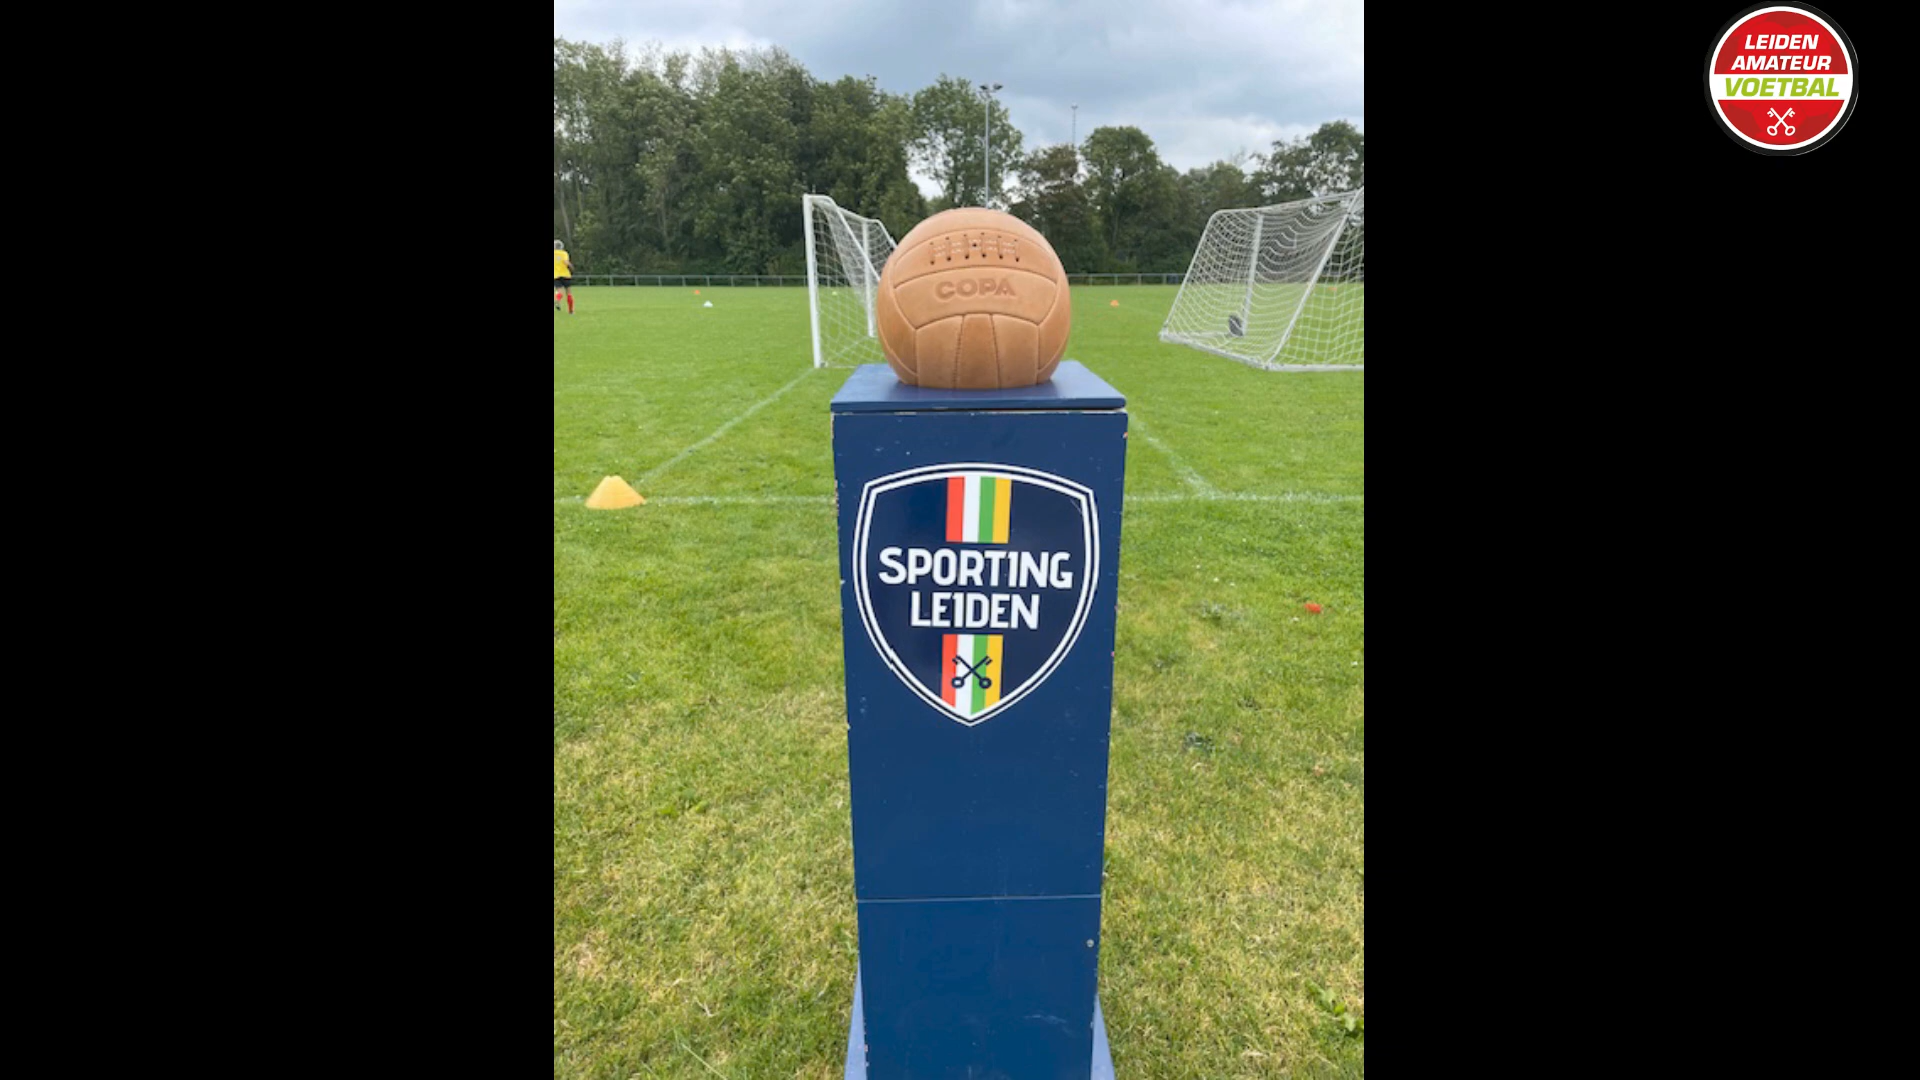 LEIDEN
AMATEUR
VOETBAL
COPA
SPORTING
LEIDEN